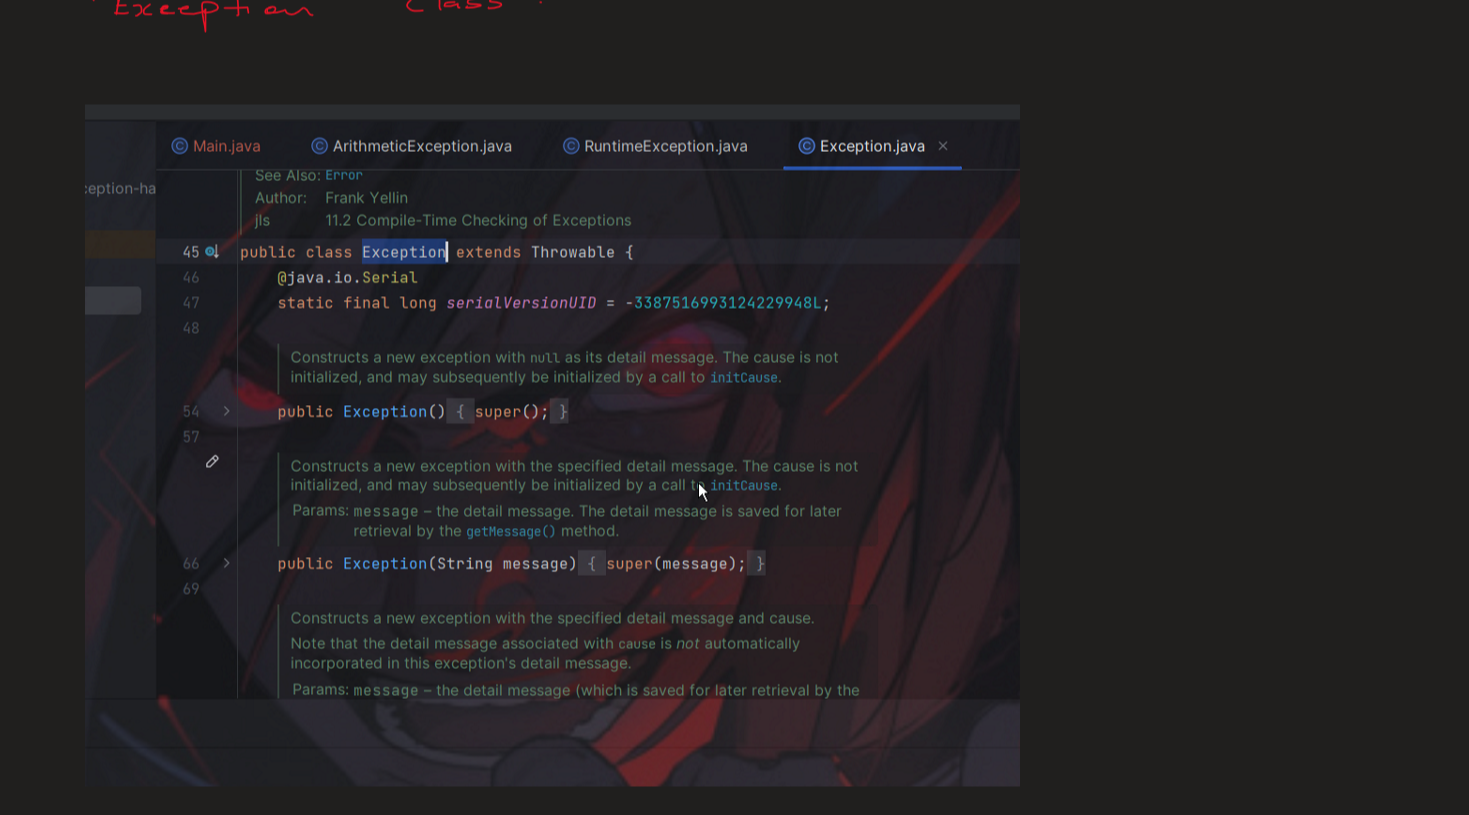 Exception Class
Main.java ArithmeticException.java RuntimeException.java Exception.java
ception-ha
See Also: Error
Author: Frank Yellin
jls 11.2 Compile-Time Checking of Exceptions
45 public class Exception extends Throwable {
46 @java.io.Serial
47 static final long serialVersionUID = -3387516993124229948L;
48
Constructs a new exception with null as its detail message. The cause is not
initialized, and may subsequently be initialized by a call to initCause.
54 public Exception() { super(); }
57
Constructs a new exception with the specified detail message. The cause is not
initialized, and may subsequently be initialized by a call to initCause.
Params: message – the detail message. The detail message is saved for later
retrieval by the getMessage() method.
66 public Exception(String message) { super(message); }
69
Constructs a new exception with the specified detail message and cause.
Note that the detail message associated with cause is not automatically
incorporated in this exception's detail message.
Params: message – the detail message (which is saved for later retrieval by the